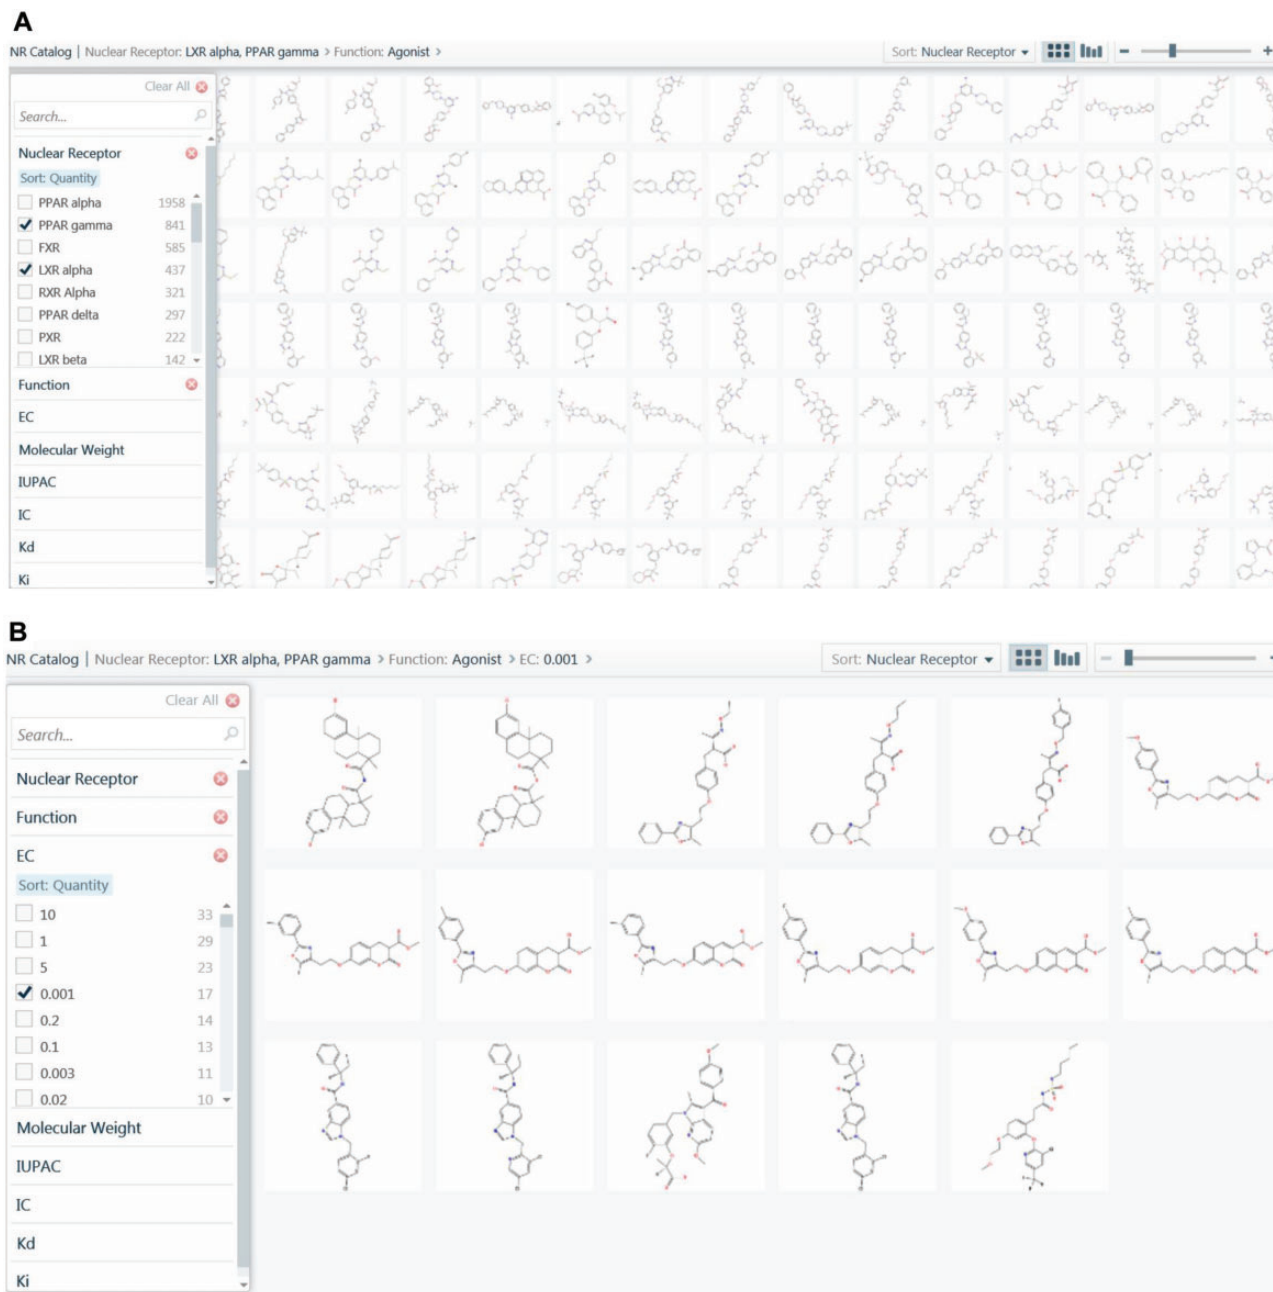 A
NR Catalog | Nuclear Receptor: LXR alpha, PPAR gamma > Function: Agonist >
Sort: Nuclear Receptor
Clear All
Search...
Nuclear Receptor
Sort: Quantity
PPAR alpha 1958
PPAR gamma 841
FXR 585
LXR alpha 437
RXR Alpha 321
PPAR delta 297
PXR 222
LXR beta 142
Function
EC
Molecular Weight
IUPAC
IC
Kd
Ki
B
NR Catalog | Nuclear Receptor: LXR alpha, PPAR gamma > Function: Agonist > EC: 0.001 >
Sort: Nuclear Receptor
Clear All
Search...
Nuclear Receptor
Function
EC
Sort: Quantity
10 33
1 29
5 23
0.001 17
0.2 14
0.1 13
0.003 11
0.02 10
Molecular Weight
IUPAC
IC
Kd
Ki